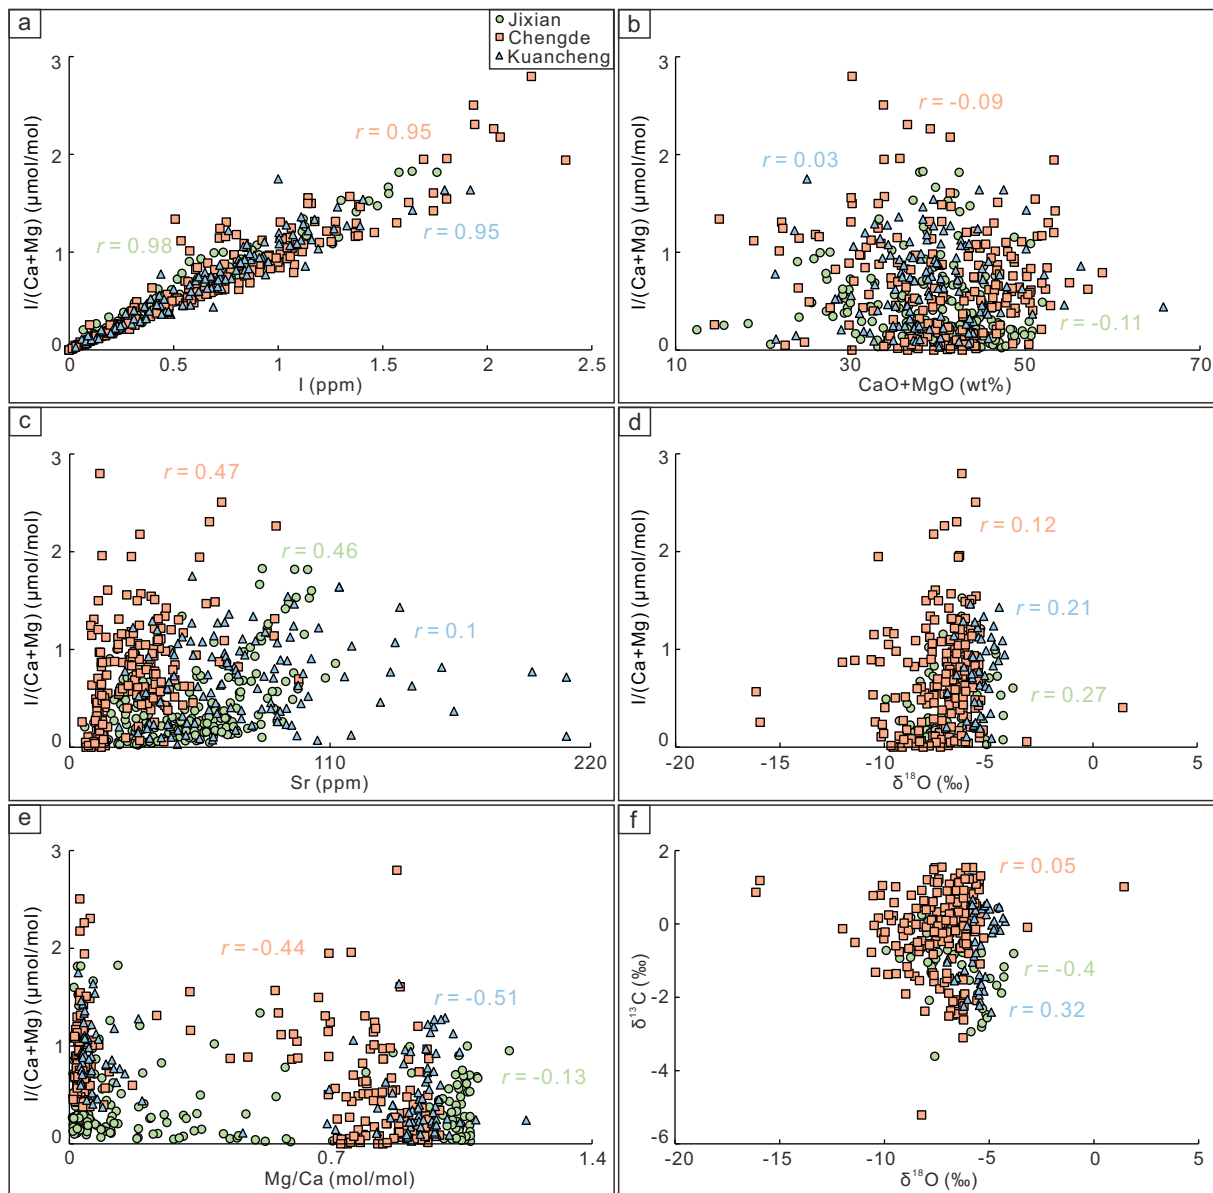 a
Jixian
Chengde
Kuancheng
I/(Ca+Mg) (μmol/mol)
3
2
1
0
r = 0.95
r = 0.98
r = 0.95
0
0.5
1.0
1.5
2
2.5
I (ppm)
b
I/(Ca+Mg) (μmol/mol)
3
2
1
0
r = -0.09
r = 0.03
r = -0.11
10
30
50
70
CaO+MgO (wt%)
c
I/(Ca+Mg) (μmol/mol)
3
2
1
0
r = 0.47
r = 0.46
r = 0.1
0
110
220
Sr (ppm)
d
I/(Ca+Mg) (μmol/mol)
3
2
1
0
r = 0.12
r = 0.21
r = 0.27
-20
-15
-10
-5
0
5
δ¹⁸O (‰)
e
I/(Ca+Mg) (μmol/mol)
3
2
1
0
r = -0.44
r = -0.51
r = -0.13
0
0.7
1.4
Mg/Ca (mol/mol)
f
δ¹³C (‰)
2
0
-2
-4
-6
r = 0.05
r = -0.4
r = 0.32
-20
-15
-10
-5
0
5
δ¹⁸O (‰)